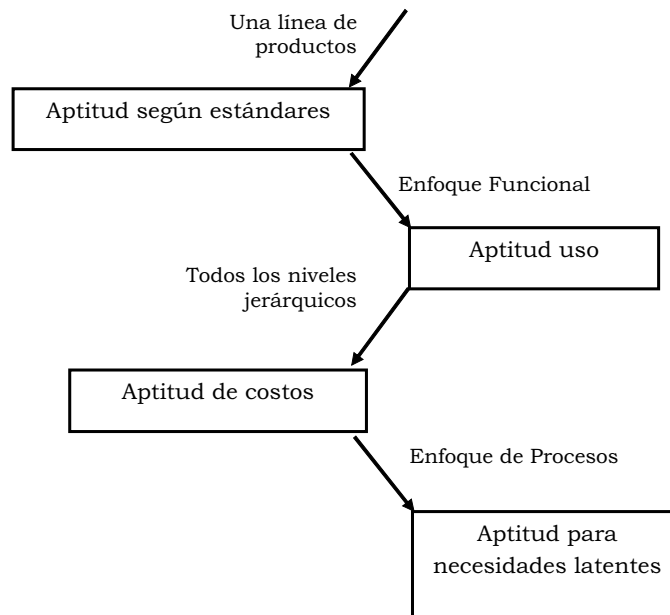 Una línea de
productos
Aptitud según estándares
Enfoque Funcional
Aptitud uso
Todos los niveles
jerárquicos
Aptitud de costos
Enfoque de Procesos
Aptitud para
necesidades latentes